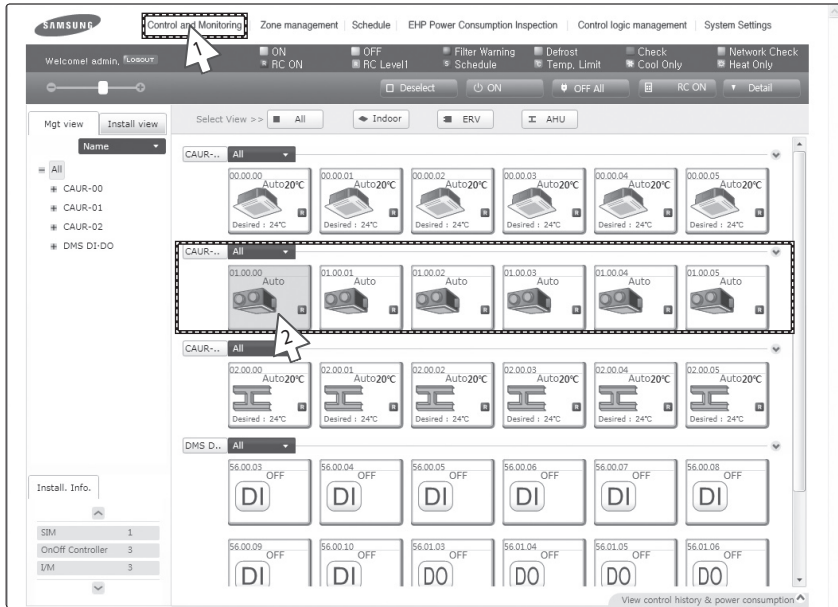 SAMSUNG
Control and Monitoring Zone management Schedule EHP Power Consumption Inspection Control logic management System Settings
1
Welcome! admin, LOGOUT
ON OFF Filter Warning Defrost Check Network Check
RC ON RC Level1 Schedule Temp. Limit Cool Only Heat Only
Deselect ON OFF All RC ON Detail
Mgt view Install view
Select View >> All Indoor ERV AHU
Name
All
CAUR-00
CAUR-01
CAUR-02
DMS DI·DO
CAUR-.. All
00.00.00 00.00.01 00.00.02 00.00.03 00.00.04 00.00.05
Auto20°C Auto20°C Auto20°C Auto20°C Auto20°C Auto20°C
R R R R R R
Desired : 24°C Desired : 24°C Desired : 24°C Desired : 24°C Desired : 24°C Desired : 24°C
CAUR-.. All
01.00.00 01.00.01 01.00.02 01.00.03 01.00.04 01.00.05
Auto Auto Auto Auto Auto Auto
R R R R R R
2
CAUR-.. All
02.00.00 02.00.01 02.00.02 02.00.03 02.00.04 02.00.05
Auto20°C Auto20°C Auto20°C Auto20°C Auto20°C Auto20°C
R R R R R R
Desired : 24°C Desired : 24°C Desired : 24°C Desired : 24°C Desired : 24°C Desired : 24°C
DMS D.. All
56.00.03 56.00.04 56.00.05 56.00.06 56.00.07 56.00.08
OFF OFF OFF OFF OFF OFF
DI DI DI DI DI DI
56.00.09 56.00.10 56.01.03 56.01.04 56.01.05 56.01.06
OFF OFF OFF OFF OFF OFF
DI DI DO DO DO DO
Install. Info.
SIM 1
OnOff Controller 3
I/M 3
View control history & power consumption